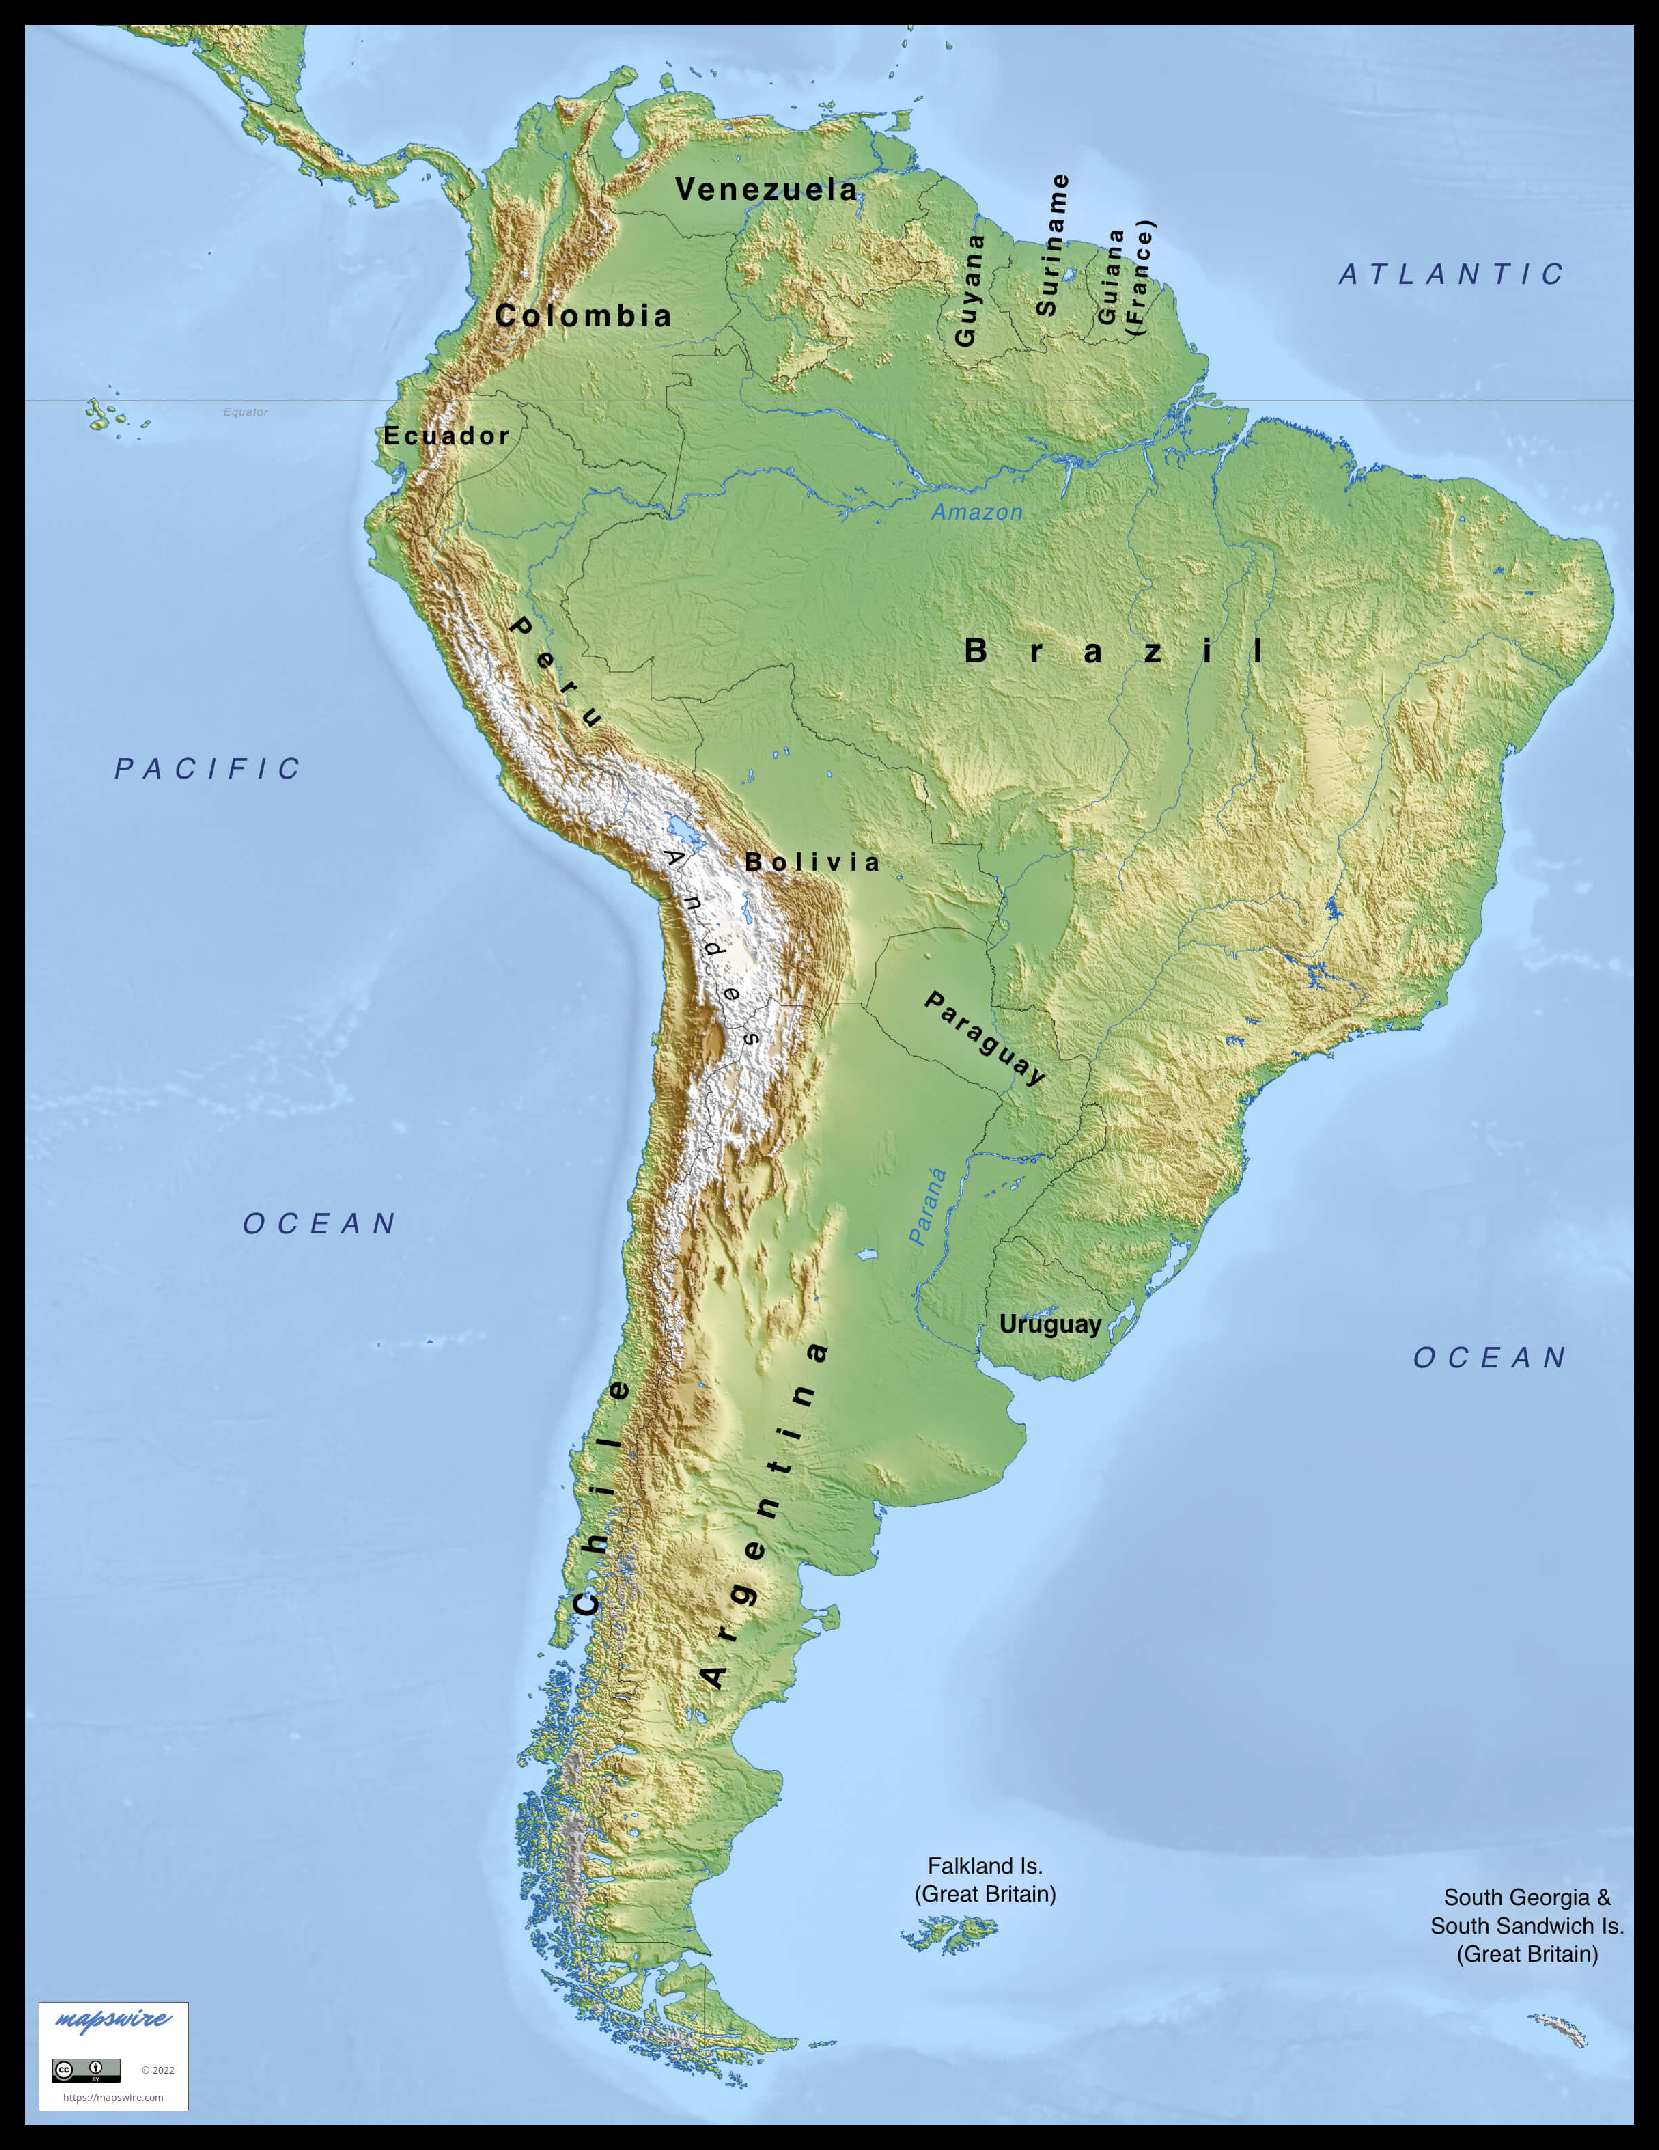 Venezuela
Suriname
Guyana
Guiana
(France)
ATLANTIC
Colombia
Equator
Ecuador
Amazon
Peru
Brazil
PACIFIC
Bolivia
Andes
Paraguay
Paraná
OCEAN
Uruguay
OCEAN
Chile
Argentina
Falkland Is.
(Great Britain)
South Georgia &
South Sandwich Is.
(Great Britain)
mapswire
cc
BY
© 2022
https://mapswire.com